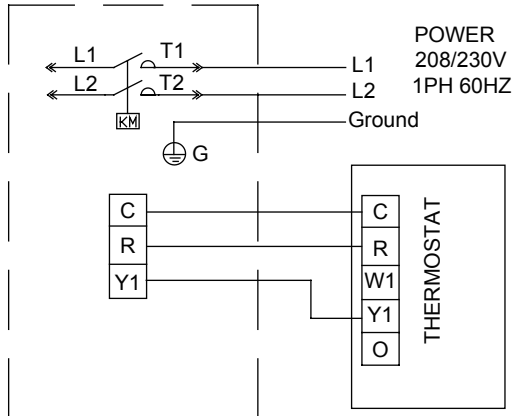 POWER
208/230V
1PH 60HZ
L1 T1
L1
L2 T2
L2
KM
Ground
G
C
R
Y1
C
R
W1
Y1
O
THERMOSTAT